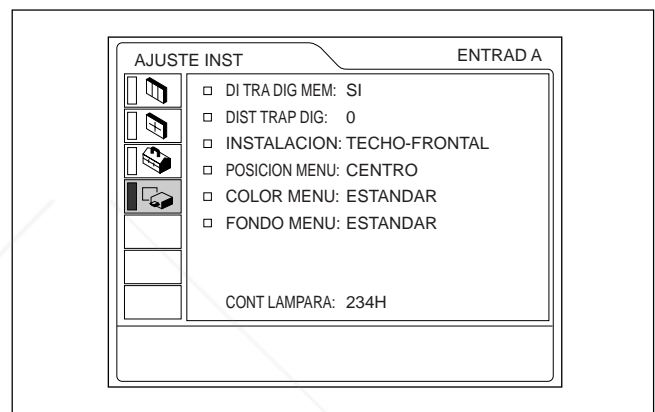 AJUSTE INST ENTRAD A
DI TRA DIG MEM: SI
DIST TRAP DIG: 0
INSTALACION: TECHO-FRONTAL
POSICION MENU: CENTRO
COLOR MENU: ESTANDAR
FONDO MENU: ESTANDAR
CONT LAMPARA: 234H